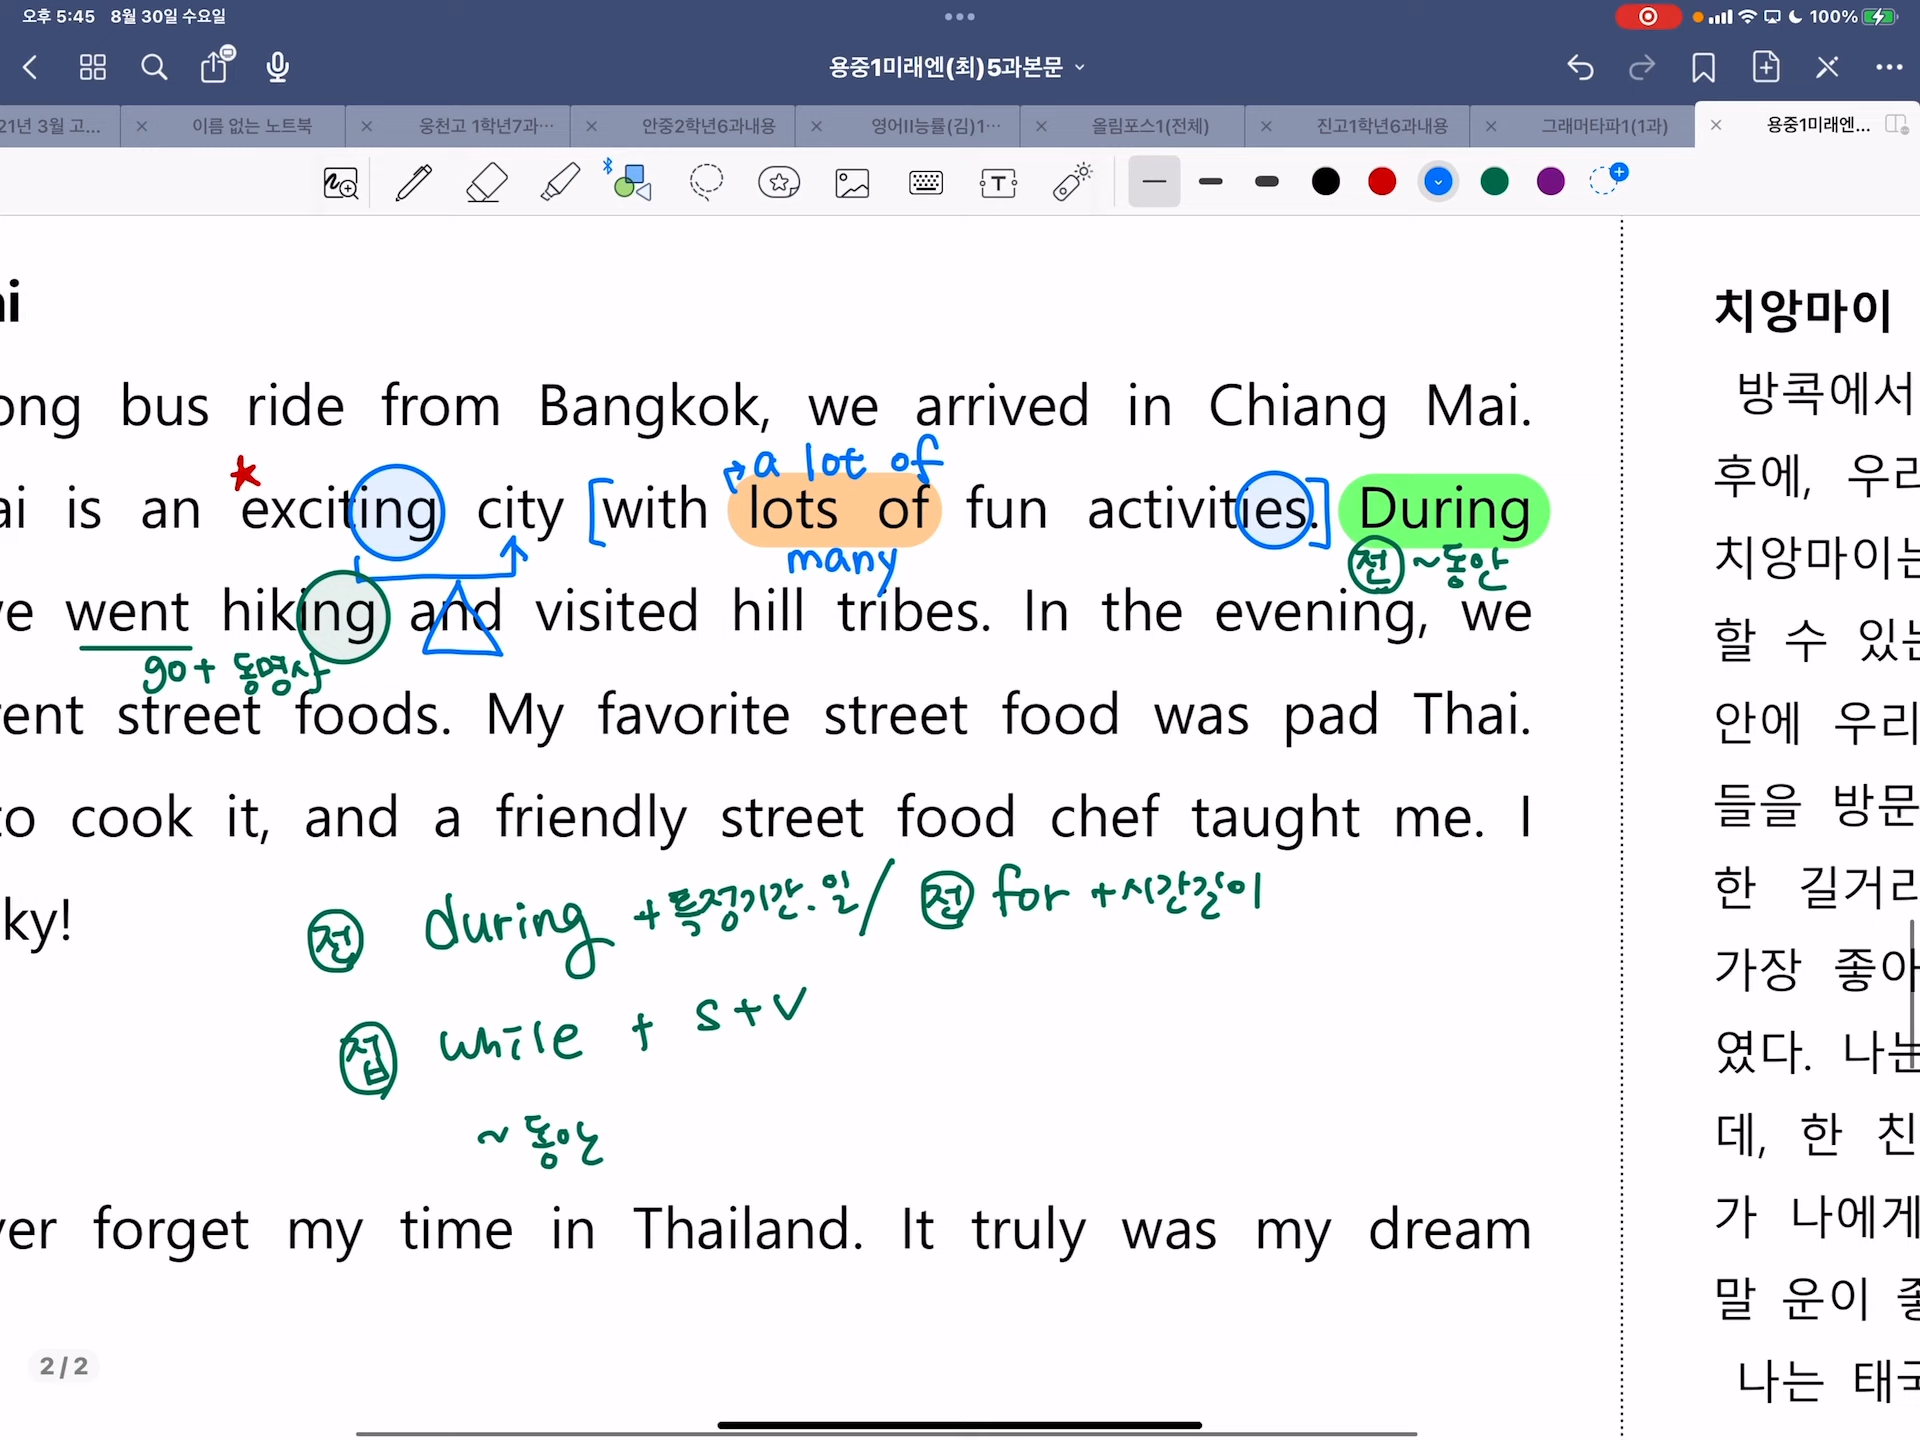 오후 5:45 8월 30일 수요일
100%
용중1미래엔(최)5과본문
21년 3월 고... 이름 없는 노트북 웅천고 1학년7과... 안중2학년6과내용 영어II능률(김)1... 올림포스1(전체) 진고1학년6과내용 그래머타파1(1과) 용중1미래엔...
ong bus ride from Bangkok, we arrived in Chiang Mai.
a lot of
ai is an exciting city [with lots of fun activities.] During
many
전 ~동안
we went hiking and visited hill tribes. In the evening, we
go + 동명사
rent street foods. My favorite street food was pad Thai.
to cook it, and a friendly street food chef taught me. I
ky!
전 during + 특정기간.일 / 전 for + 시간길이
접 while + s+v
~동안
ver forget my time in Thailand. It truly was my dream
2 / 2
치앙마이
방콕에서
후에, 우리
치앙마이는
할 수 있는
안에 우리
들을 방문
한 길거리
가장 좋아
였다. 나는
데, 한 친
가 나에게
말 운이 좋
나는 태국